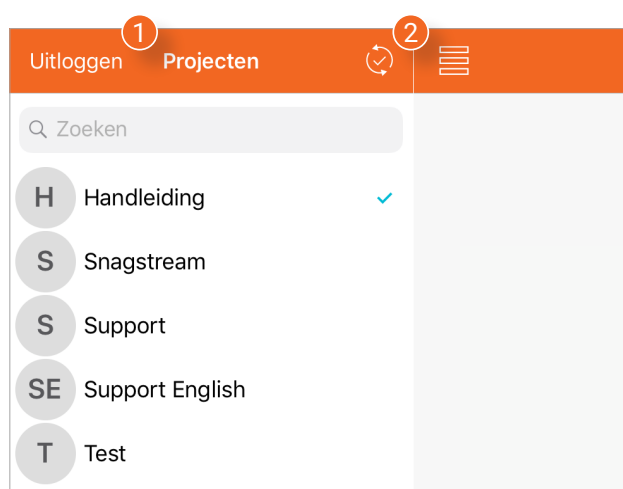 1 2
Uitloggen Projecten
Zoeken
H Handleiding
S Snagstream
S Support
SE Support English
T Test